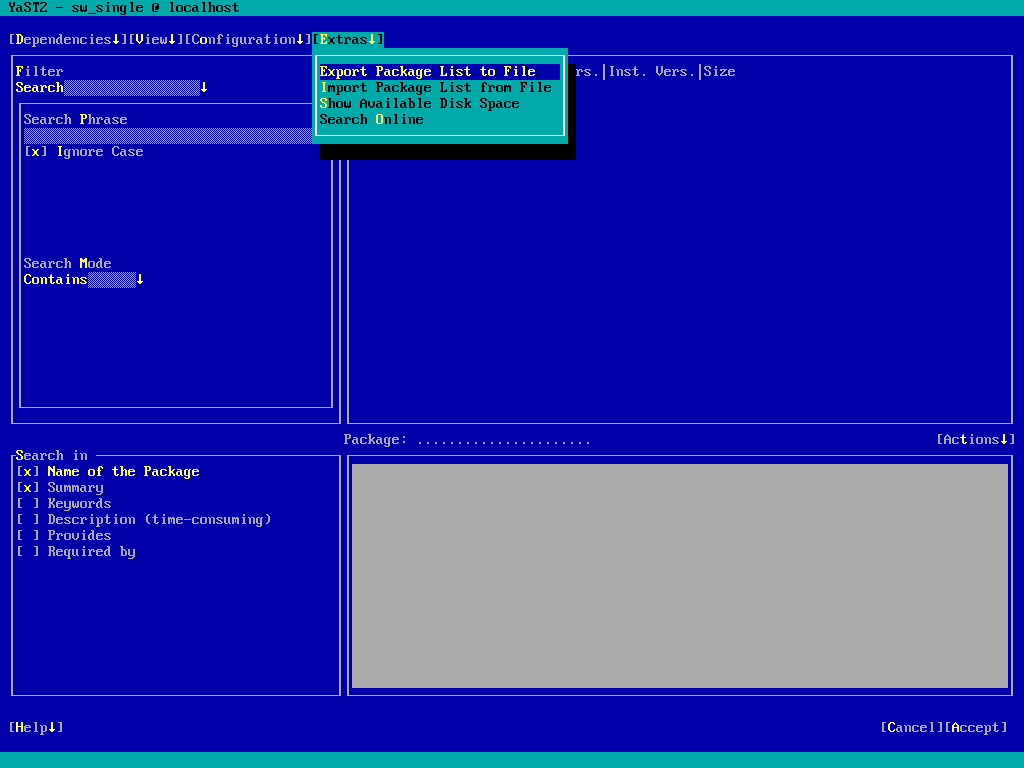 YaST2 - sw_single @ localhost
[Dependencies↓][View↓][Configuration↓][Extras↓]
Filter
Search↓
Search Phrase
[x] Ignore Case
Search Mode
Contains↓
Export Package List to File
Import Package List from File
Show Available Disk Space
Search Online
rs.|Inst. Vers.|Size
Package: ......................
[Actions↓]
Search in
[x] Name of the Package
[x] Summary
[ ] Keywords
[ ] Description (time-consuming)
[ ] Provides
[ ] Required by
[Help↓]
[Cancel][Accept]